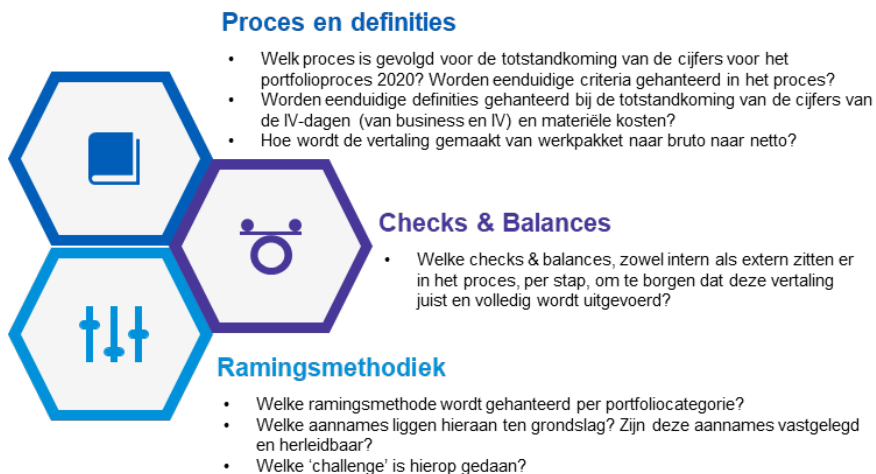 Proces en definities
• Welk proces is gevolgd voor de totstandkoming van de cijfers voor het
portfolioproces 2020? Worden eenduidige criteria gehanteerd in het proces?
• Worden eenduidige definities gehanteerd bij de totstandkoming van de cijfers van
de IV-dagen (van business en IV) en materiële kosten?
• Hoe wordt de vertaling gemaakt van werkpakket naar bruto naar netto?
Checks & Balances
• Welke checks & balances, zowel intern als extern zitten er
in het proces, per stap, om te borgen dat deze vertaling
juist en volledig wordt uitgevoerd?
Ramingsmethodiek
• Welke ramingsmethode wordt gehanteerd per portfoliocategorie?
• Welke aannames liggen hieraan ten grondslag? Zijn deze aannames vastgelegd
en herleidbaar?
• Welke ‘challenge’ is hierop gedaan?